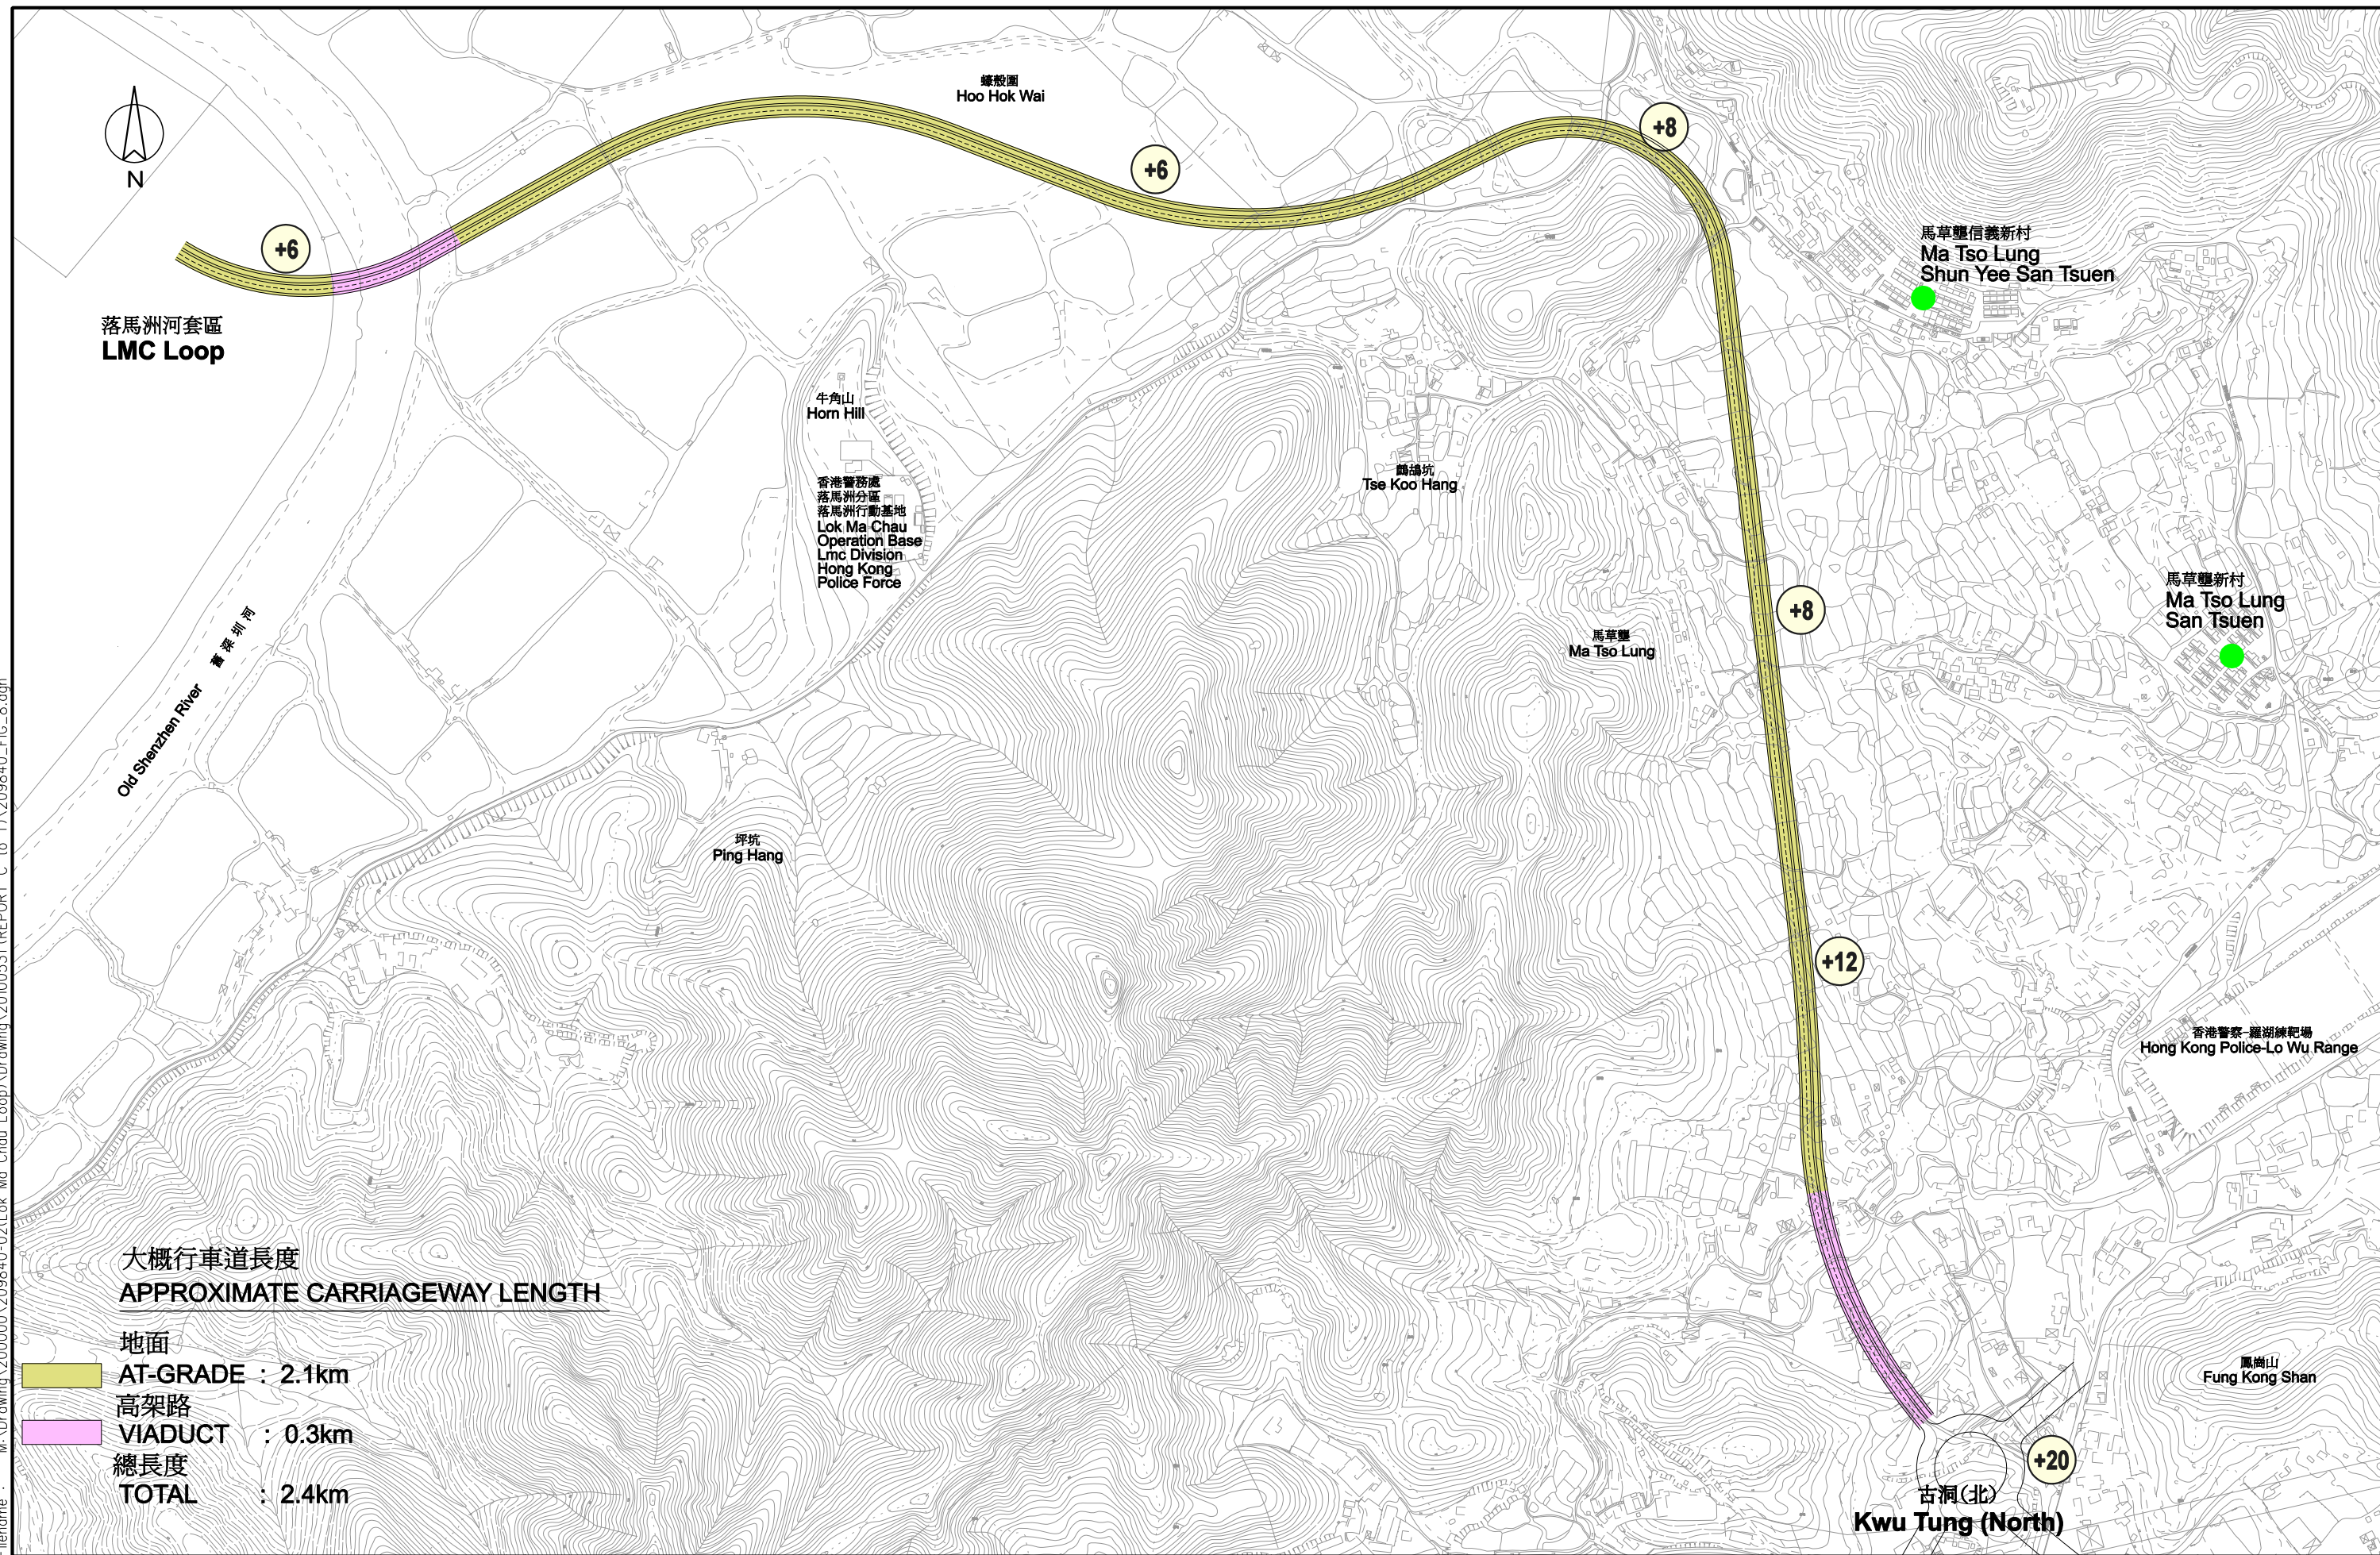 蠔殼圍
Hoo Hok Wai
N
+6
+6
+8
落馬洲河套區
LMC Loop
馬草壟信義新村
Ma Tso Lung
Shun Yee San Tsuen
牛角山
Horn Hill
香港警務處
落馬洲分區
落馬洲行動基地
Lok Ma Chau
Operation Base
Lmc Division
Hong Kong
Police Force
鷓鴣坑
Tse Koo Hang
馬草壟新村
Ma Tso Lung
San Tsuen
+8
馬草壟
Ma Tso Lung
舊深圳河
Old Shenzhen River
坪坑
Ping Hang
+12
香港警察-羅湖練靶場
Hong Kong Police-Lo Wu Range
鳳崗山
Fung Kong Shan
+20
古洞(北)
Kwu Tung (North)
大概行車道長度
APPROXIMATE CARRIAGEWAY LENGTH
地面
AT-GRADE : 2.1km
高架路
VIADUCT : 0.3km
總長度
TOTAL : 2.4km